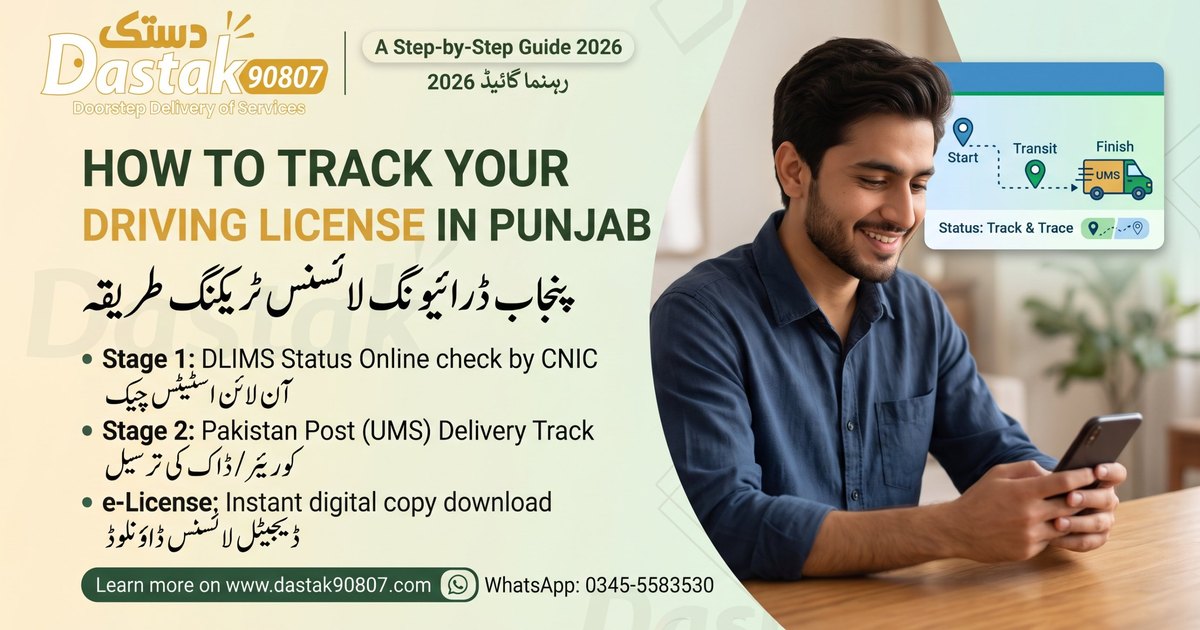 دستک
Dastak 90807
Doorstep Delivery of Services
A Step-by-Step Guide 2026
رہنما گائیڈ 2026
HOW TO TRACK YOUR
DRIVING LICENSE IN PUNJAB
پنجاب ڈرائیونگ لائسنس ٹریکنگ طریقہ
• Stage 1: DLIMS Status Online check by CNIC
آن لائن اسٹیٹس چیک
• Stage 2: Pakistan Post (UMS) Delivery Track
کوریئر / ڈاک کی ترسیل
• e-License: Instant digital copy download
ڈیجیٹل لائسنس ڈاؤنلوڈ
Learn more on www.dastak90807.com
WhatsApp: 0345-5583530
Start
Transit
Finish
UMS
Status: Track & Trace
Dastak
Dastak